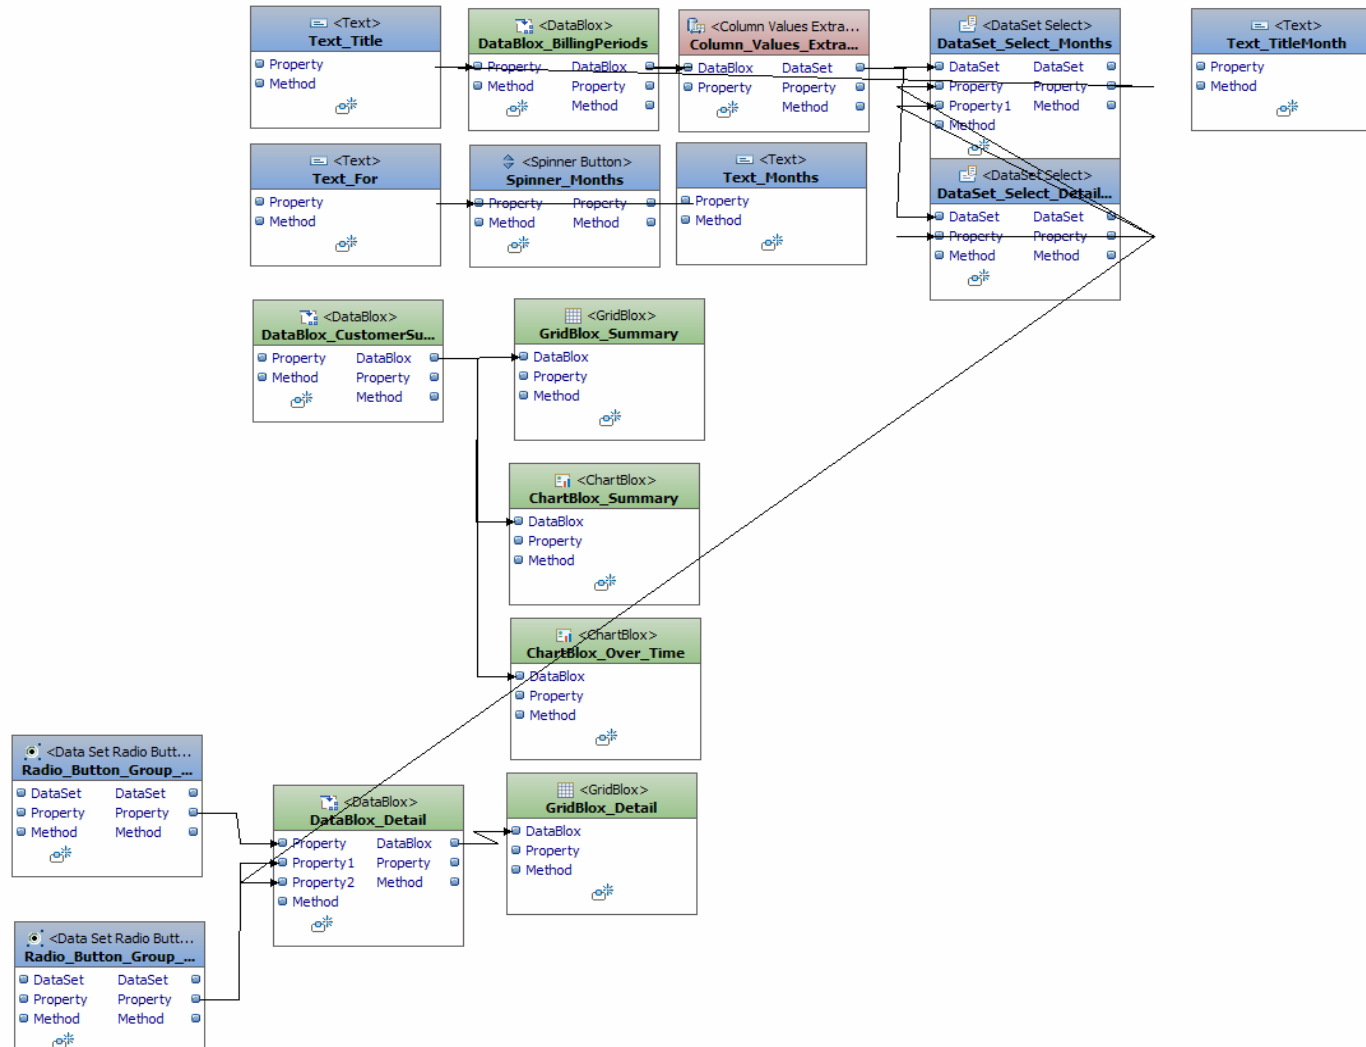 <Text>
Text_Title
Property
Method
<DataBlox>
DataBlox_BillingPeriods
Property DataBlox
Method Property
Method
<Column Values Extra...
Column_Values_Extra...
DataBlox DataSet
Property Property
Method
<DataSet Select>
DataSet_Select_Months
DataSet DataSet
Property Property
Property1 Method
Method
<Text>
Text_TitleMonth
Property
Method
<Text>
Text_For
Property
Method
<Spinner Button>
Spinner_Months
Property Property
Method Method
<Text>
Text_Months
Property
Method
<DataSet Select>
DataSet_Select_Detail...
DataSet DataSet
Property Property
Method Method
<DataBlox>
DataBlox_CustomerSu...
Property DataBlox
Method Property
Method
<GridBlox>
GridBlox_Summary
DataBlox
Property
Method
<ChartBlox>
ChartBlox_Summary
DataBlox
Property
Method
<ChartBlox>
ChartBlox_Over_Time
DataBlox
Property
Method
<Data Set Radio Butt...
Radio_Button_Group_...
DataSet DataSet
Property Property
Method Method
<DataBlox>
DataBlox_Detail
Property DataBlox
Property1 Property
Property2 Method
Method
<GridBlox>
GridBlox_Detail
DataBlox
Property
Method
<Data Set Radio Butt...
Radio_Button_Group_...
DataSet DataSet
Property Property
Method Method